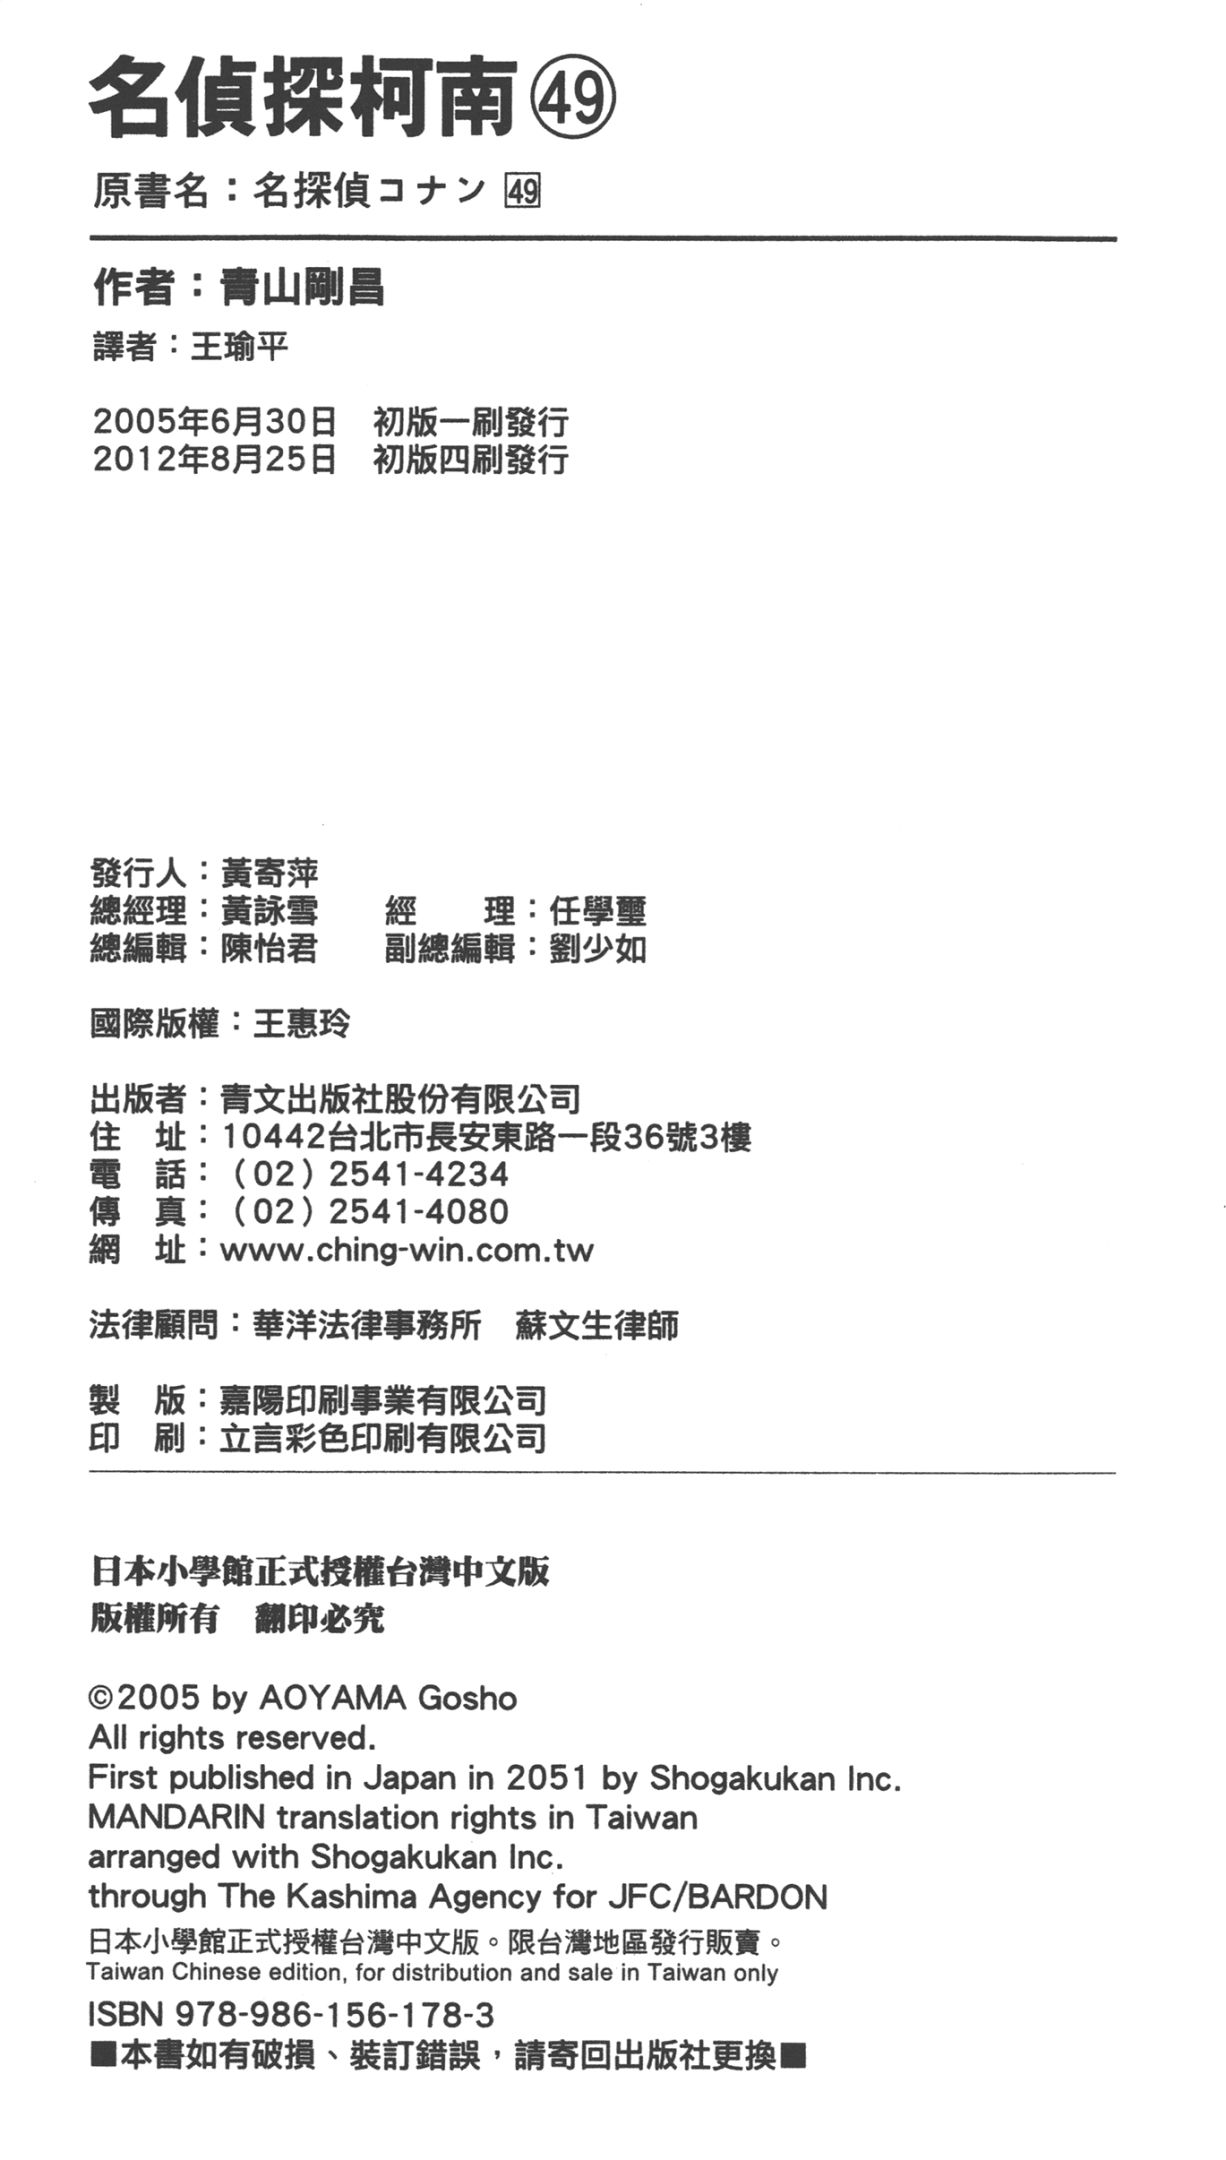 名偵探柯南㊾
原書名：名探偵コナン 49
作者：青山剛昌
譯者：王瑜平
2005年6月30日　初版一刷發行
2012年8月25日　初版四刷發行
發行人：黃寄萍
總經理：黃詠雪　　經　　理：任學璽
總編輯：陳怡君　　副總編輯：劉少如
國際版權：王惠玲
出版者：青文出版社股份有限公司
住　址：10442台北市長安東路一段36號3樓
電　話：（02）2541-4234
傳　真：（02）2541-4080
網　址：www.ching-win.com.tw
法律顧問：華洋法律事務所　蘇文生律師
製　版：嘉陽印刷事業有限公司
印　刷：立言彩色印刷有限公司
日本小學館正式授權台灣中文版
版權所有　翻印必究
©2005 by AOYAMA Gosho
All rights reserved.
First published in Japan in 2051 by Shogakukan Inc.
MANDARIN translation rights in Taiwan
arranged with Shogakukan Inc.
through The Kashima Agency for JFC/BARDON
日本小學館正式授權台灣中文版。限台灣地區發行販賣。
Taiwan Chinese edition, for distribution and sale in Taiwan only
ISBN 978-986-156-178-3
■本書如有破損、裝訂錯誤，請寄回出版社更換■